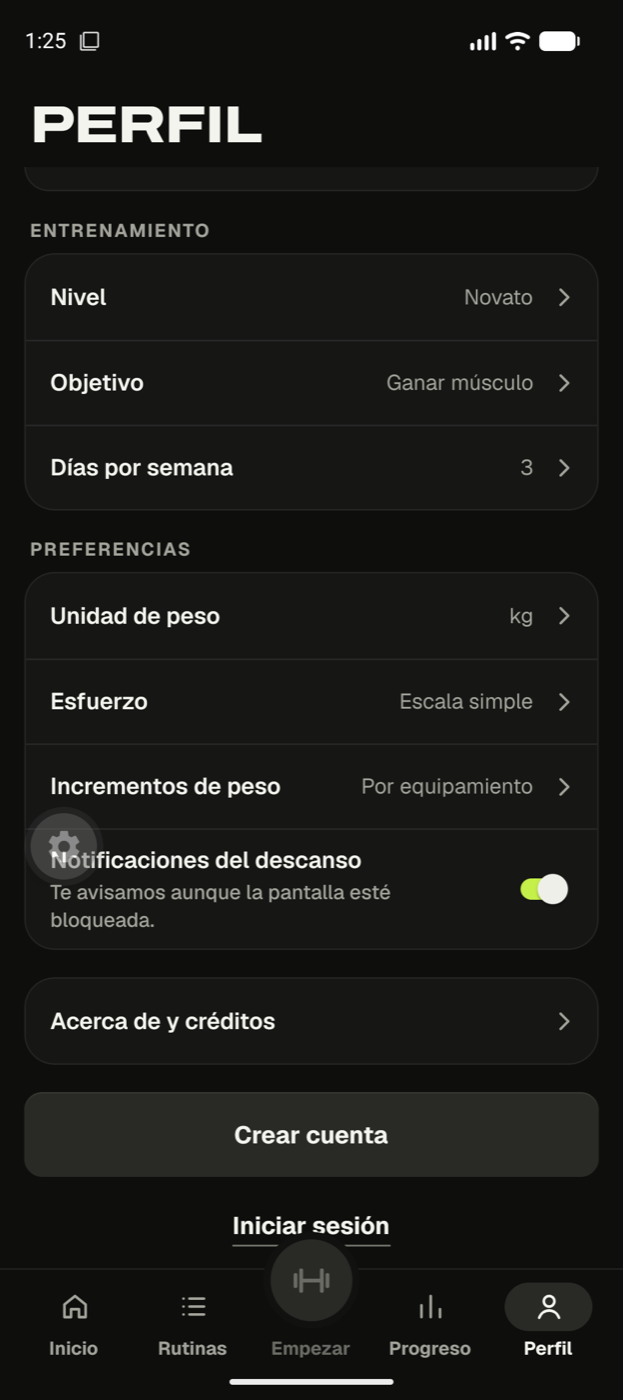 1:25
PERFIL
ENTRENAMIENTO
Nivel
Novato
Objetivo
Ganar músculo
Días por semana
3
PREFERENCIAS
Unidad de peso
kg
Esfuerzo
Escala simple
Incrementos de peso
Por equipamiento
Notificaciones del descanso
Te avisamos aunque la pantalla esté
bloqueada.
Acerca de y créditos
Crear cuenta
Iniciar sesión
Inicio
Rutinas
Empezar
Progreso
Perfil